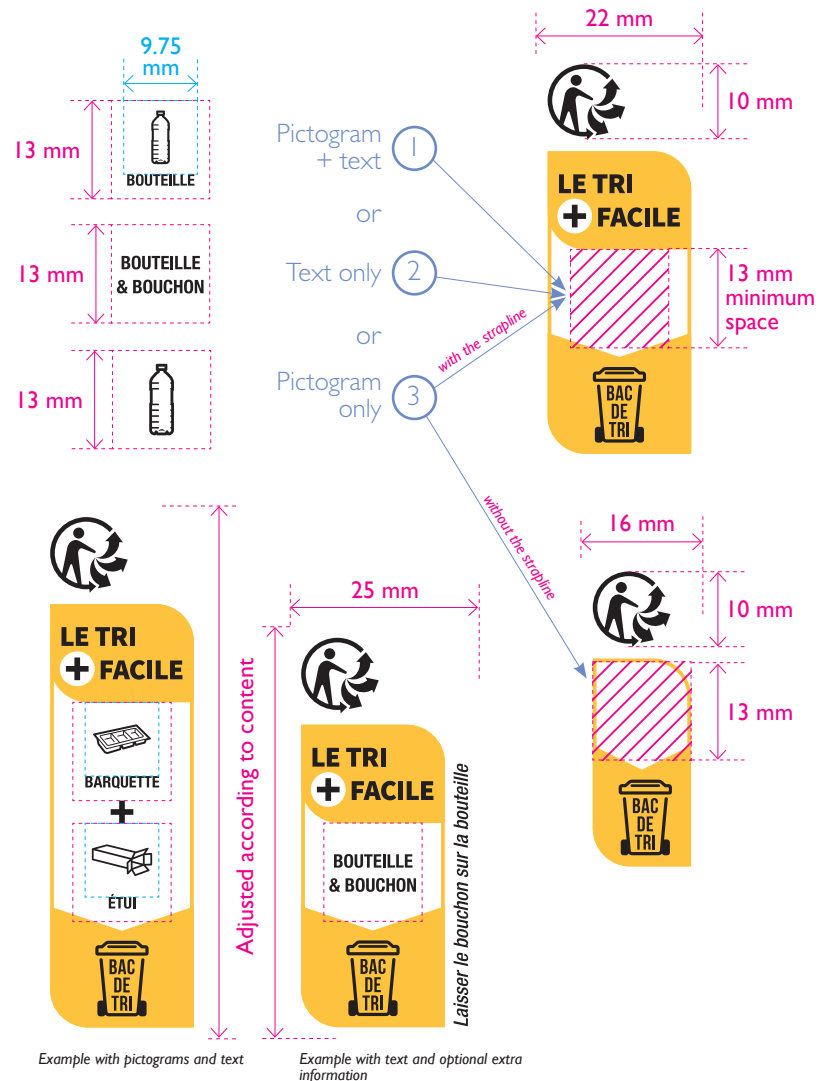 9.75
mm
13 mm
BOUTEILLE
13 mm
BOUTEILLE
& BOUCHON
13 mm
Pictogram
+ text
1
or
Text only
2
or
Pictogram
only
3
with the strapline
without the strapline
22 mm
10 mm
LE TRI
+ FACILE
13 mm
minimum
space
BAC
DE
TRI
16 mm
10 mm
13 mm
BAC
DE
TRI
LE TRI
+ FACILE
BARQUETTE
+
ÉTUI
BAC
DE
TRI
Adjusted according to content
25 mm
LE TRI
+ FACILE
BOUTEILLE
& BOUCHON
BAC
DE
TRI
Laisser le bouchon sur la bouteille
Example with pictograms and text
Example with text and optional extra
information